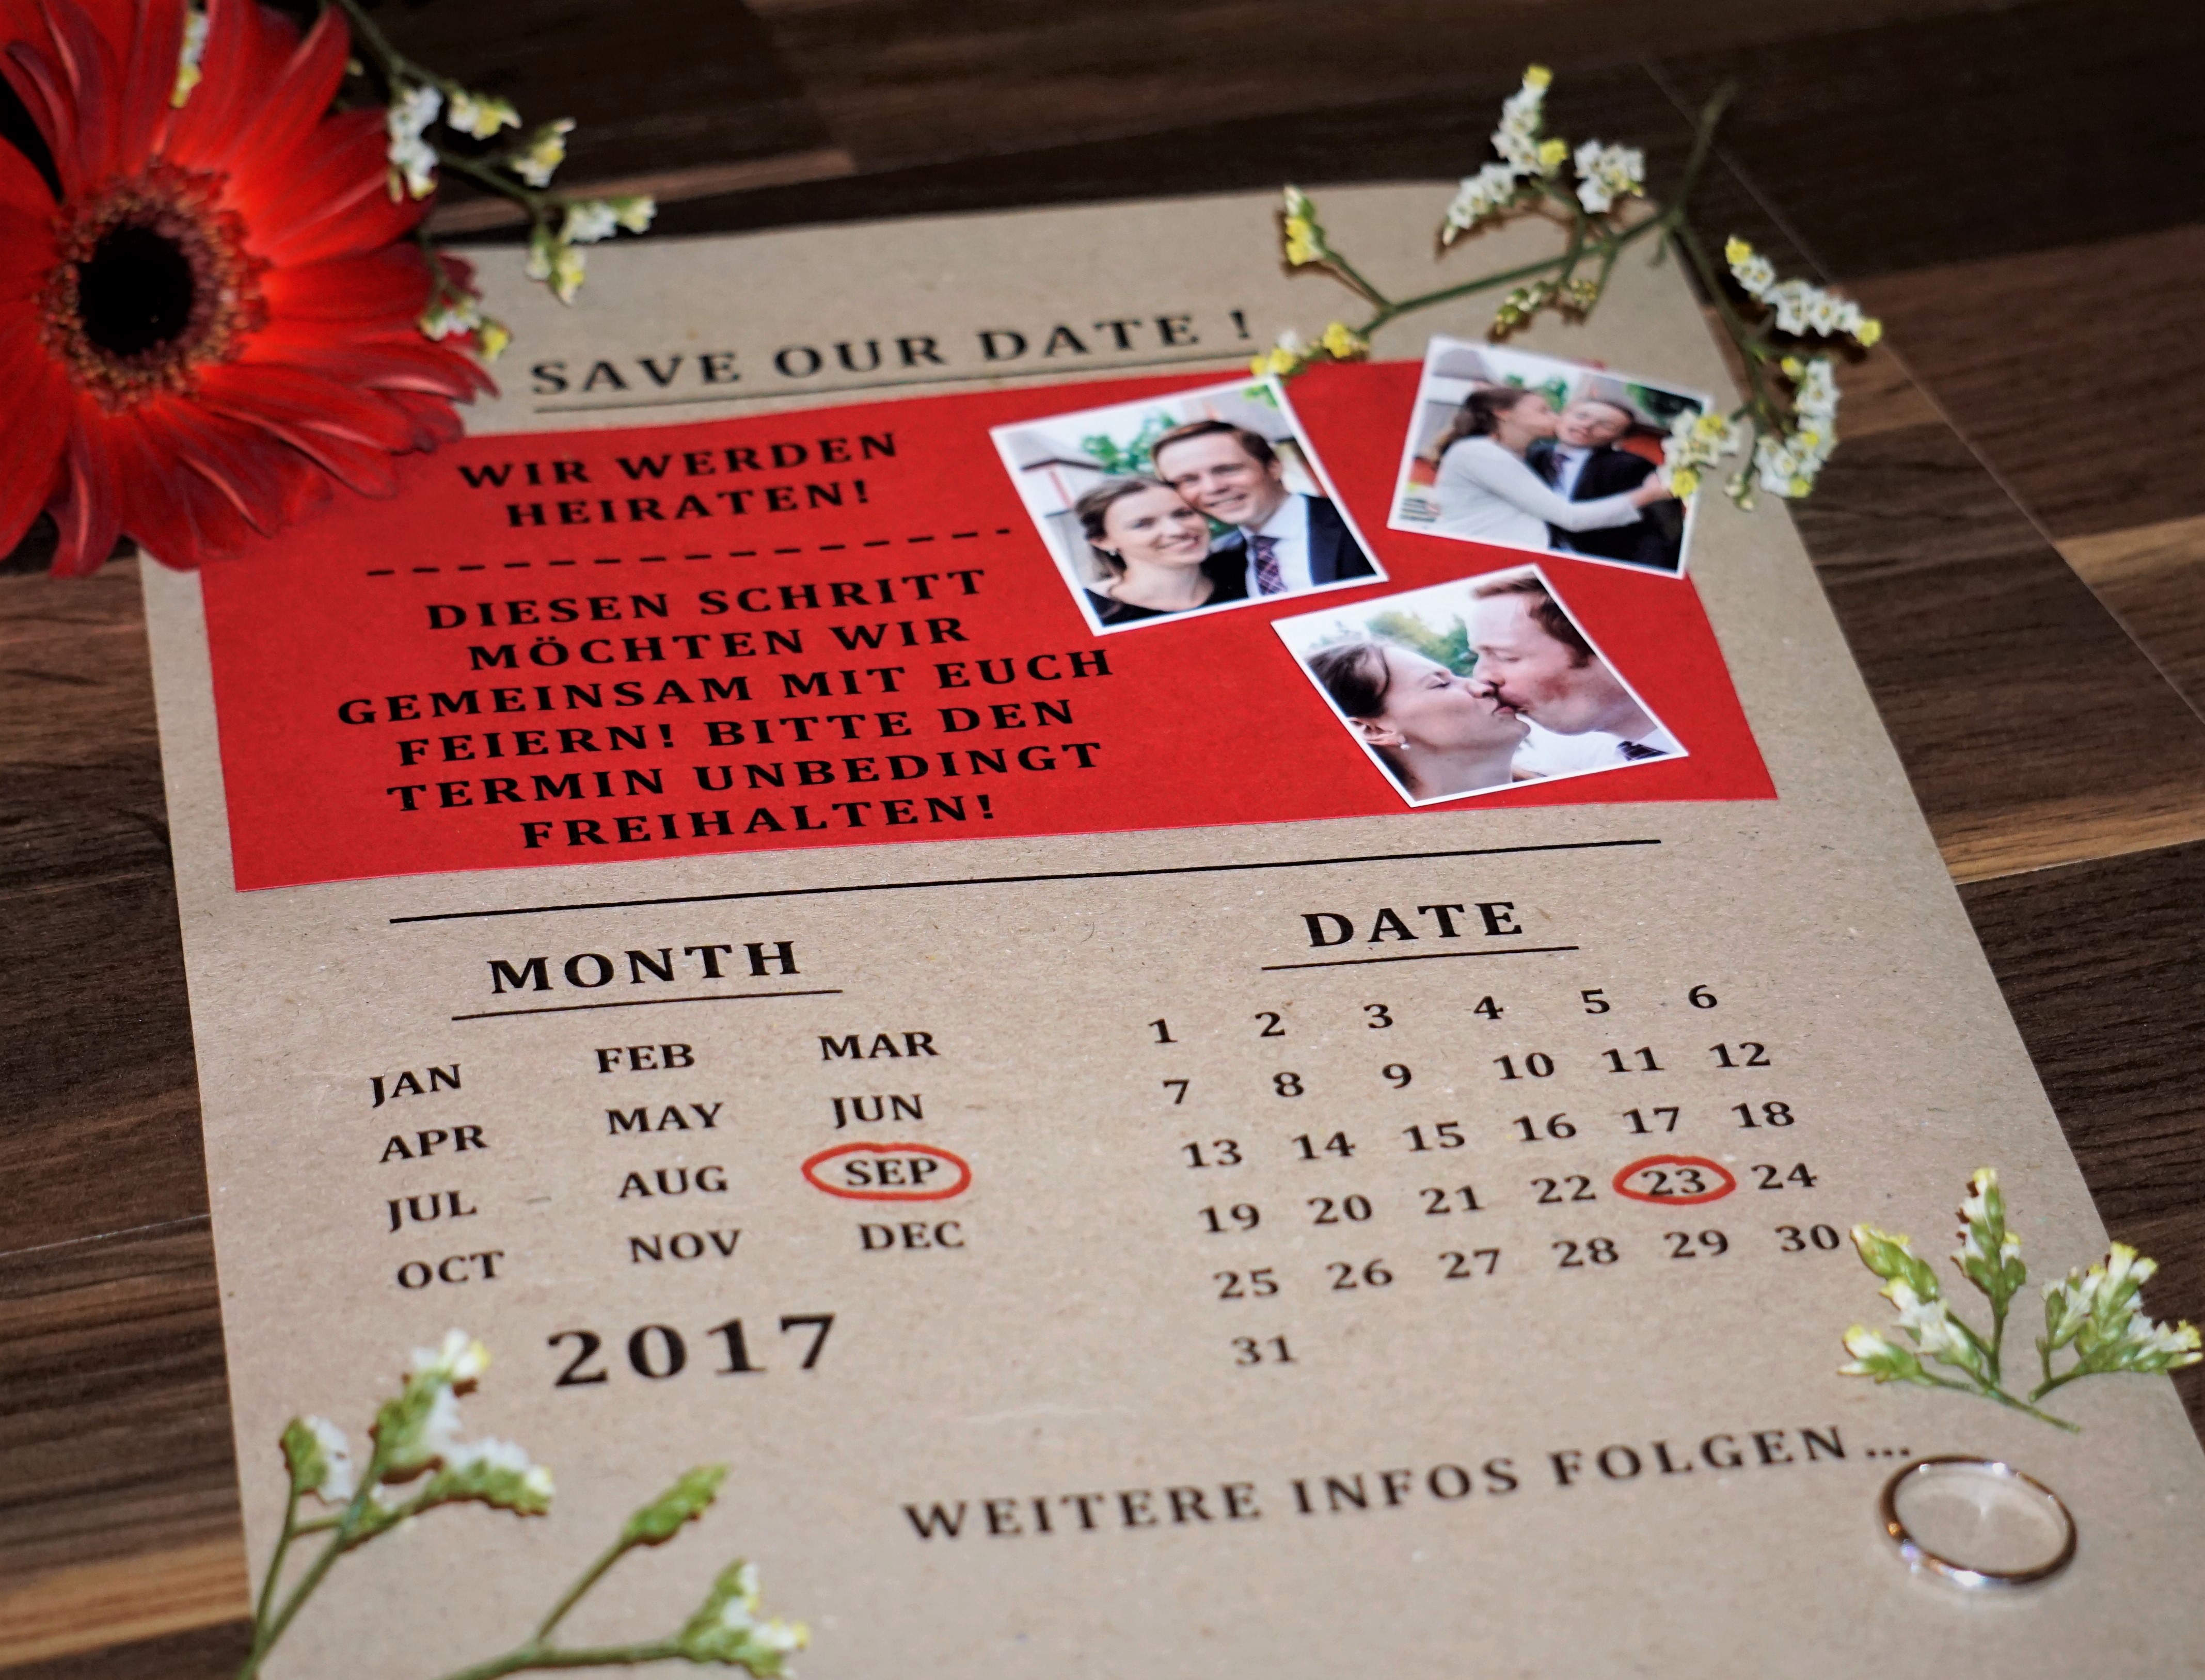 SAVE OUR DATE !
WIR WERDEN
HEIRATEN!
DIESEN SCHRITT
MÖCHTEN WIR
GEMEINSAM MIT EUCH
FEIERN! BITTE DEN
TERMIN UNBEDINGT
FREIHALTEN!
MONTH
JAN FEB MAR
APR MAY JUN
JUL AUG SEP
OCT NOV DEC
2017
DATE
1 2 3 4 5 6
7 8 9 10 11 12
13 14 15 16 17 18
19 20 21 22 23 24
25 26 27 28 29 30
31
WEITERE INFOS FOLGEN...